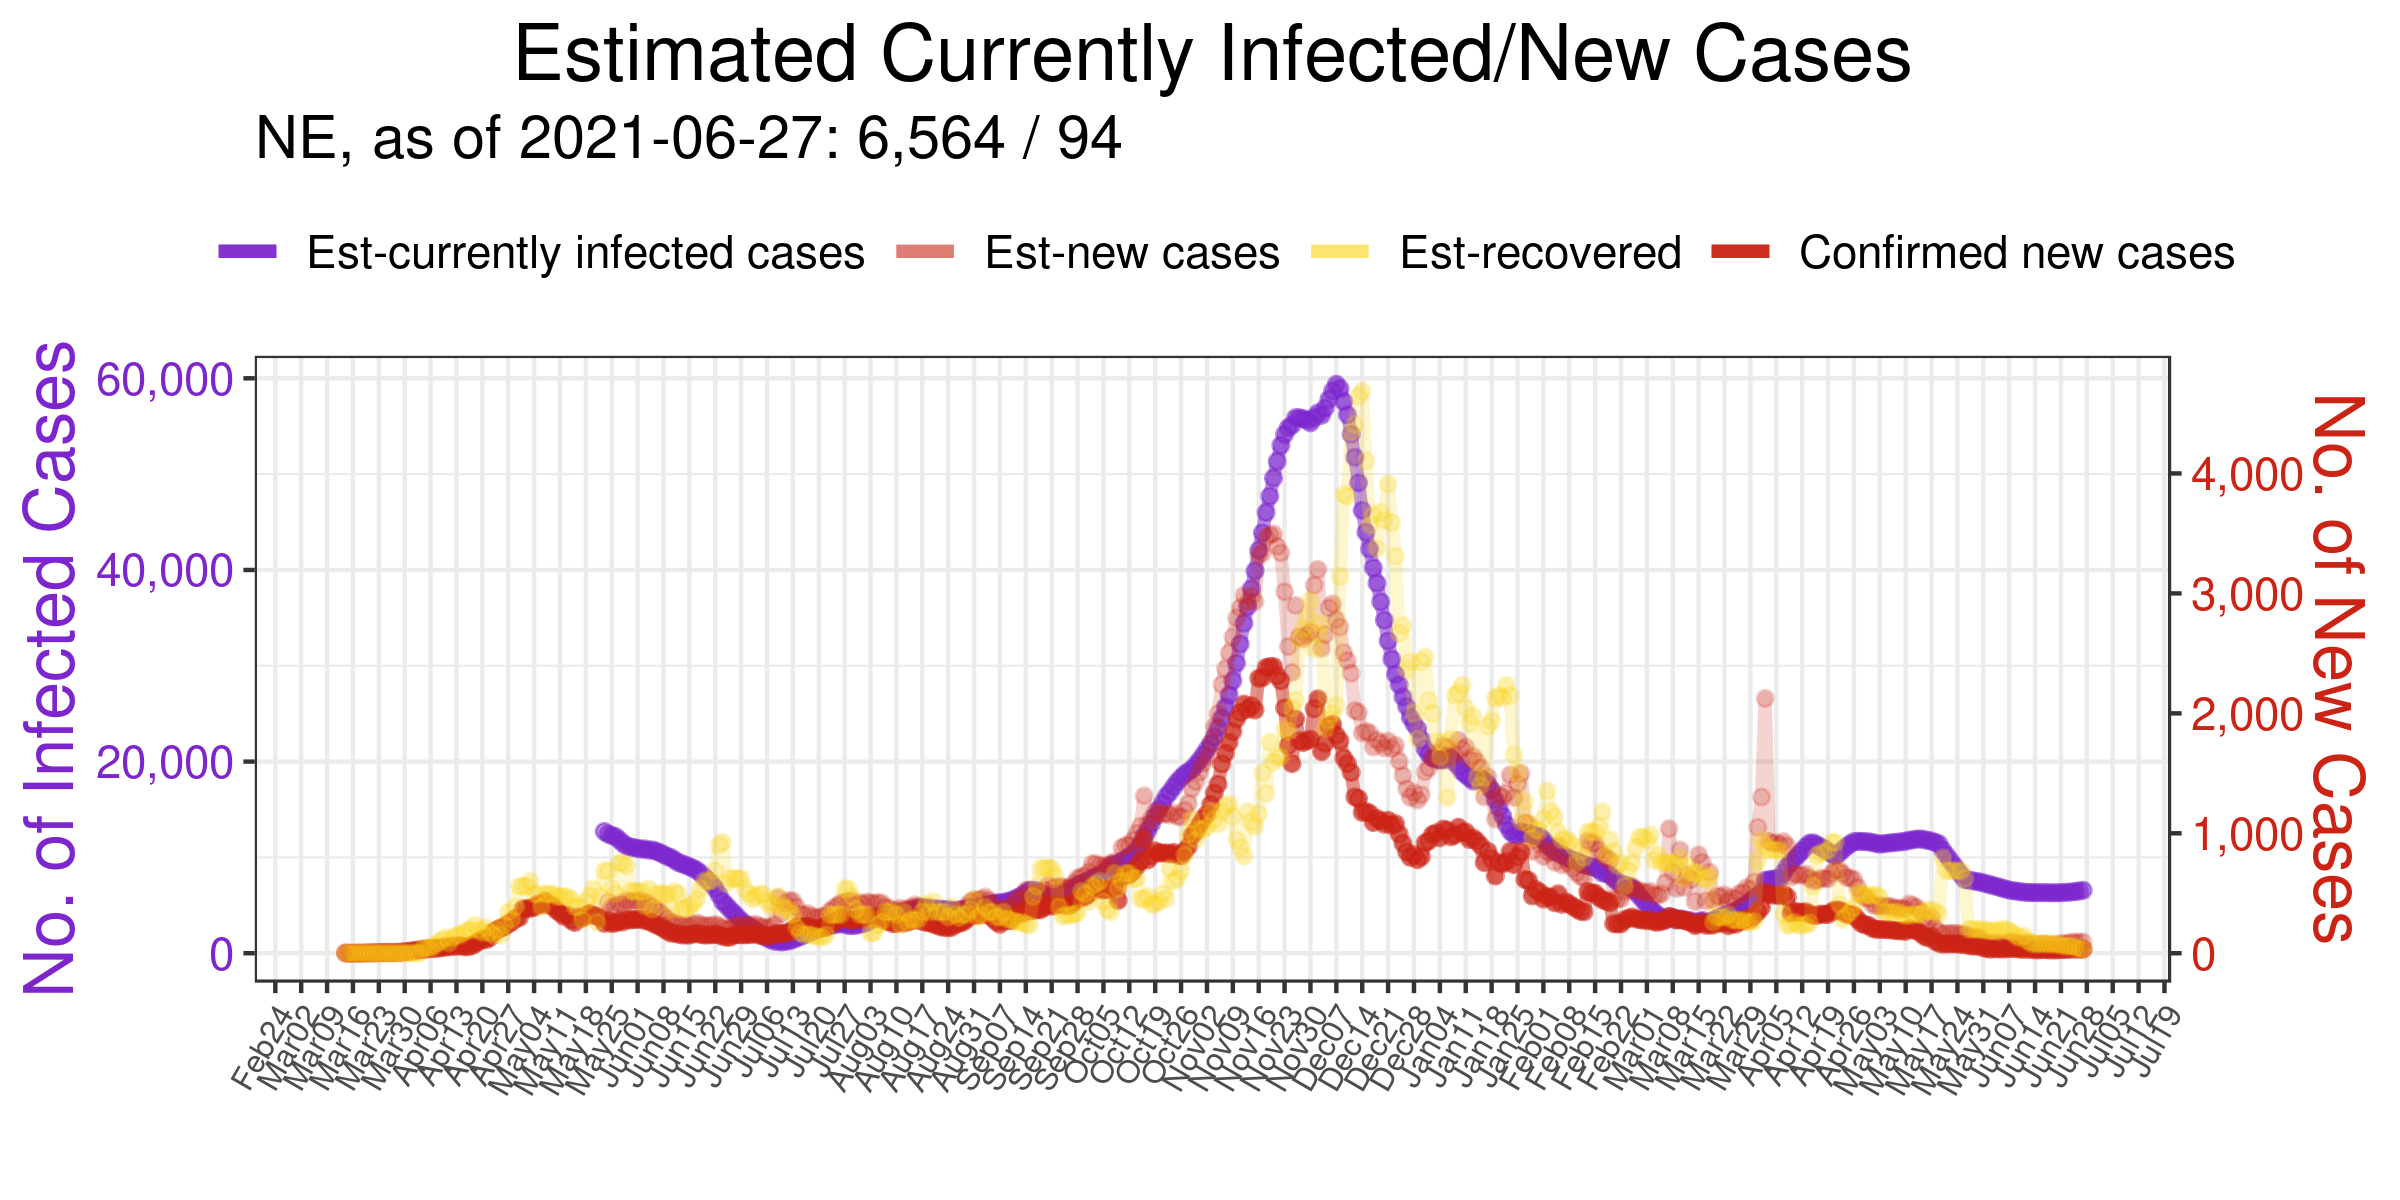 Estimated Currently Infected/New Cases
NE, as of 2021-06-27: 6,564 / 94
Est-currently infected cases
Est-new cases
Est-recovered
Confirmed new cases
No. of Infected Cases
60,000
40,000
20,000
0
4,000
3,000
2,000
1,000
0
No. of New Cases
Feb24
Mar02
Mar09
Mar16
Mar23
Mar30
Apr06
Apr13
Apr20
Apr27
May04
May11
May18
May25
Jun01
Jun08
Jun15
Jun22
Jun29
Jul06
Jul13
Jul20
Jul27
Aug03
Aug10
Aug17
Aug24
Aug31
Sep07
Sep14
Sep21
Sep28
Oct05
Oct12
Oct19
Oct26
Nov02
Nov09
Nov16
Nov23
Nov30
Dec07
Dec14
Dec21
Dec28
Jan04
Jan11
Jan18
Jan25
Feb01
Feb08
Feb15
Feb22
Mar01
Mar08
Mar15
Mar22
Mar29
Apr05
Apr12
Apr19
Apr26
May03
May10
May17
May24
May31
Jun07
Jun14
Jun21
Jun28
Jul05
Jul12
Jul19